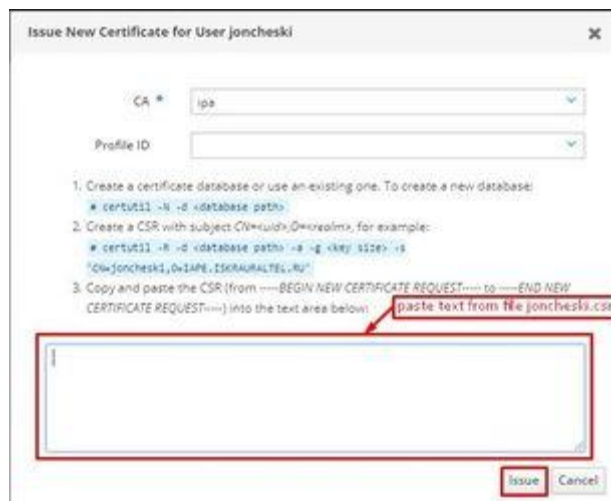 Issue New Certificate for User joncheski
CA * ipa
Profile ID
1. Create a certificate database or use an existing one. To create a new database:
# certutil -N -d <database path>
2. Create a CSR with subject CN=<uid>,O=<realm>, for example:
# certutil -R -d <database path> -a -g <key size> -s
"CN=joncheski,O=IAPE.ISKRAURALTEL.RU"
3. Copy and paste the CSR (from -----BEGIN NEW CERTIFICATE REQUEST----- to -----END NEW
CERTIFICATE REQUEST-----) into the text area below:
paste text from file joncheski.csr
Issue Cancel